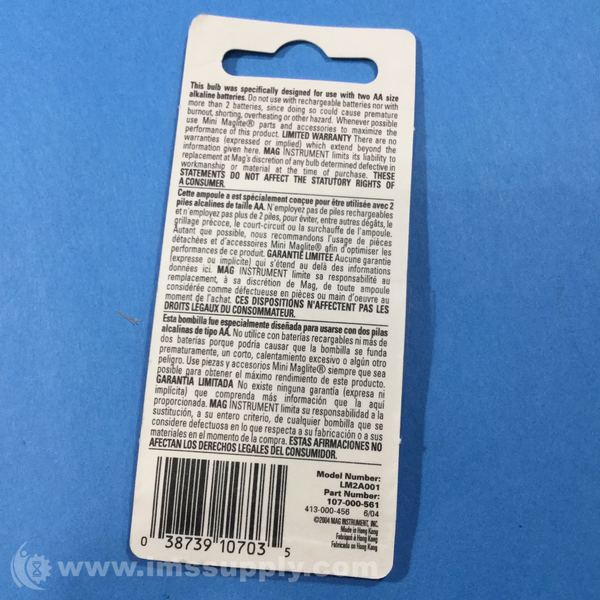 This bulb was specifically designed for use with two AA size
alkaline batteries. Do not use with rechargeable batteries nor with
more than 2 batteries, since doing so could cause premature
burnout, shorting, overheating or other hazard. Whenever possible
use Mini Maglite® parts and accessories to maximize the
performance of this product. LIMITED WARRANTY There are no
warranties (expressed or implied) which extend beyond the
information given here. MAG INSTRUMENT limits its liability to
replacement at Mag's discretion of any bulb determined defective in
workmanship or material at the time of purchase. THESE
STATEMENTS DO NOT AFFECT THE STATUTORY RIGHTS OF
A CONSUMER.
Cette ampoule a est spécialement conçue pour être utilisée avec 2
piles alcalines de taille AA. N'employez pas de piles rechargeables
et n'employez pas plus de 2 piles, pour éviter, entre autres dégâts, le
grillage précoce, le court-circuit ou la surchauffe de l'ampoule.
Autant que possible, nous recommandons l'usage de pièces
détachées et d'accessoires Mini Maglite® afin d'optimiser les
performances de ce produit. GARANTIE LIMITÉE Aucune garantie
(expresse ou implicite) qui s'étend au delà des informations
données ici. MAG INSTRUMENT limite sa responsabilité au
remplacement, à sa discrétion de Mag, de toute ampoule
considérée comme défectueuse en pièces ou main d'œuvre au
moment de l'achat. CES DISPOSITIONS N'AFFECTENT PAS LES
DROITS LÉGAUX DU CONSOMMATEUR.
Esta bombilla fue especialmente diseñada para usarse con dos pilas
alcalinas de tipo AA. No utilice con baterías recargables ni más de
dos baterías porque podría causar que la bombilla se funda
prematuramente, un corto, calentamiento excesivo o algún otro
peligro. Use piezas y accesorios Mini Maglite® siempre que sea
posible para obtener el máximo rendimiento de este producto.
GARANTÍA LIMITADA No existe ninguna garantía (expresa ni
implícita) que comprenda más información que la aquí
proporcionada. MAG INSTRUMENT limita su responsabilidad a la
sustitución, a su entero criterio, de cualquier bombilla que se
considere defectuosa en lo que respecta a su fabricación o a sus
materiales en el momento de la compra. ESTAS AFIRMACIONES NO
AFECTAN LOS DERECHOS LEGALES DEL CONSUMIDOR.
Model Number:
LM2A001
Part Number:
107-000-561
413-000-456 6/04
©2004 MAG INSTRUMENT, INC.
Made in Hong Kong
Fabriqué à Hong Kong
Fabricado en Hong Kong
0 38739 10703 5
www.imssupply.com